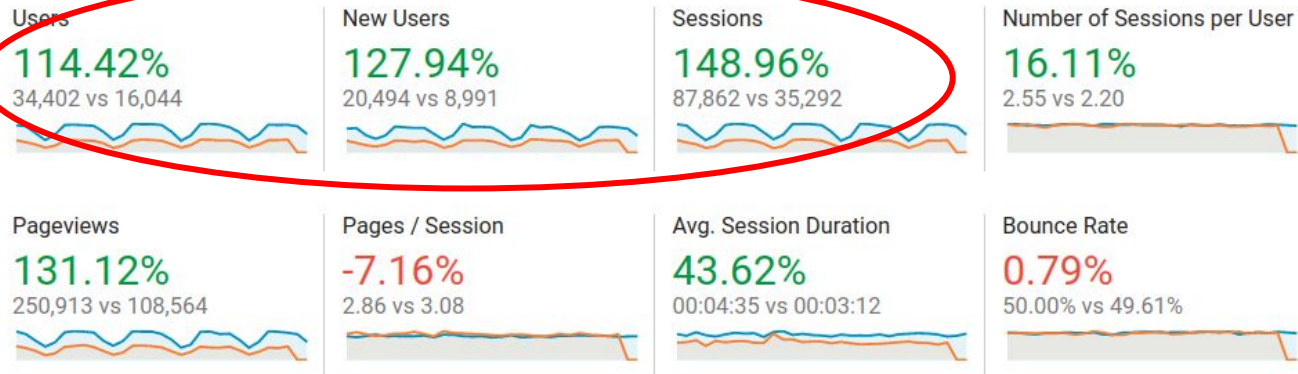 Users
114.42%
34,402 vs 16,044
New Users
127.94%
20,494 vs 8,991
Sessions
148.96%
87,862 vs 35,292
Number of Sessions per User
16.11%
2.55 vs 2.20
Pageviews
131.12%
250,913 vs 108,564
Pages / Session
-7.16%
2.86 vs 3.08
Avg. Session Duration
43.62%
00:04:35 vs 00:03:12
Bounce Rate
0.79%
50.00% vs 49.61%